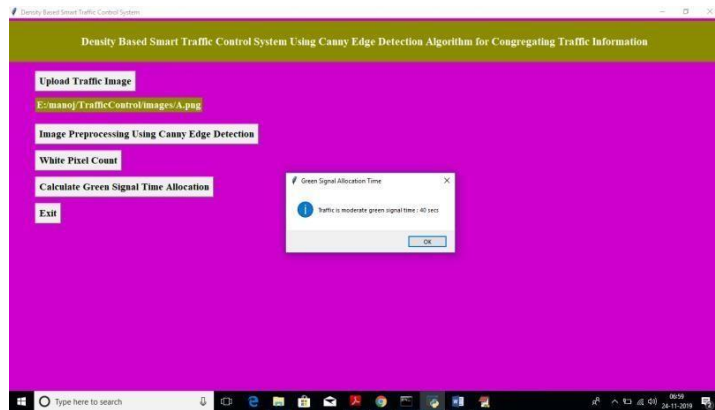 Density Based Smart Traffic Control System
Density Based Smart Traffic Control System Using Canny Edge Detection Algorithm for Congregating Traffic Information
Upload Traffic Image
E:/manoj/TrafficControl/images/A.png
Image Preprocessing Using Canny Edge Detection
White Pixel Count
Calculate Green Signal Time Allocation
Exit
Green Signal Allocation Time
Traffic is moderate green signal time : 40 secs
OK
Type here to search
06:59
24-11-2019